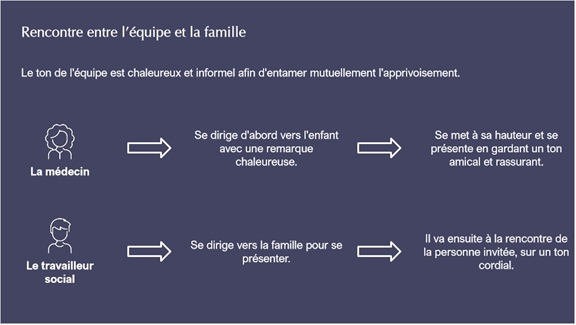 Rencontre entre l'équipe et la famille
Le ton de l'équipe est chaleureux et informel afin d'entamer mutuellement l'apprivoisement.
La médecin
Se dirige d'abord vers l'enfant
avec une remarque
chaleureuse.
Se met à sa hauteur et se
présente en gardant un ton
amical et rassurant.
Le travailleur
social
Se dirige vers la famille pour se
présenter.
Il va ensuite à la rencontre de
la personne invitée, sur un ton
cordial.